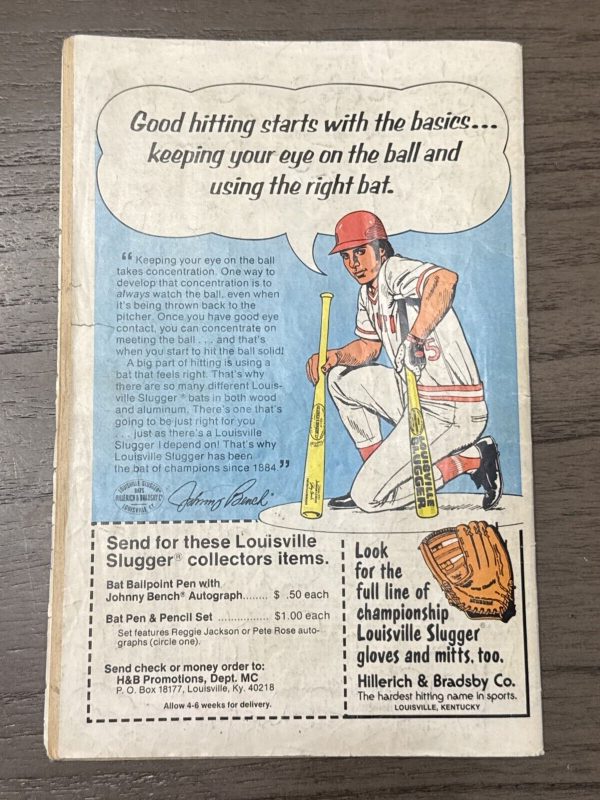 Good hitting starts with the basics...
keeping your eye on the ball and
using the right bat.
“Keeping your eye on the ball
takes concentration. One way to
develop that concentration is to
always watch the ball, even when
it's being thrown back to the
pitcher. Once you have good eye
contact, you can concentrate on
meeting the ball . . . and that's
when you start to hit the ball solid!
A big part of hitting is using a
bat that feels right. That's why
there are so many different Louis-
ville Slugger® bats in both wood
and aluminum. There's one that's
going to be just right for you
. . . just as there's a Louisville
Slugger I depend on! That's why
Louisville Slugger has been
the bat of champions since 1884.”
Johnny Bench
LOUISVILLE SLUGGER
HILLERICH & BRADSBY Cº
LOUISVILLE, KY.
5
LOUISVILLE
SLUGGER
Send for these Louisville
Slugger® collectors items.
Bat Ballpoint Pen with
Johnny Bench® Autograph....... $ .50 each
Bat Pen & Pencil Set ................ $1.00 each
Set features Reggie Jackson or Pete Rose auto-
graphs (circle one).
Send check or money order to:
H&B Promotions, Dept. MC
P. O. Box 18177, Louisville, Ky. 40218
Allow 4-6 weeks for delivery.
Look
for the
full line of
championship
Louisville Slugger
gloves and mitts, too.
Hillerich & Bradsby Co.
The hardest hitting name in sports.
LOUISVILLE, KENTUCKY